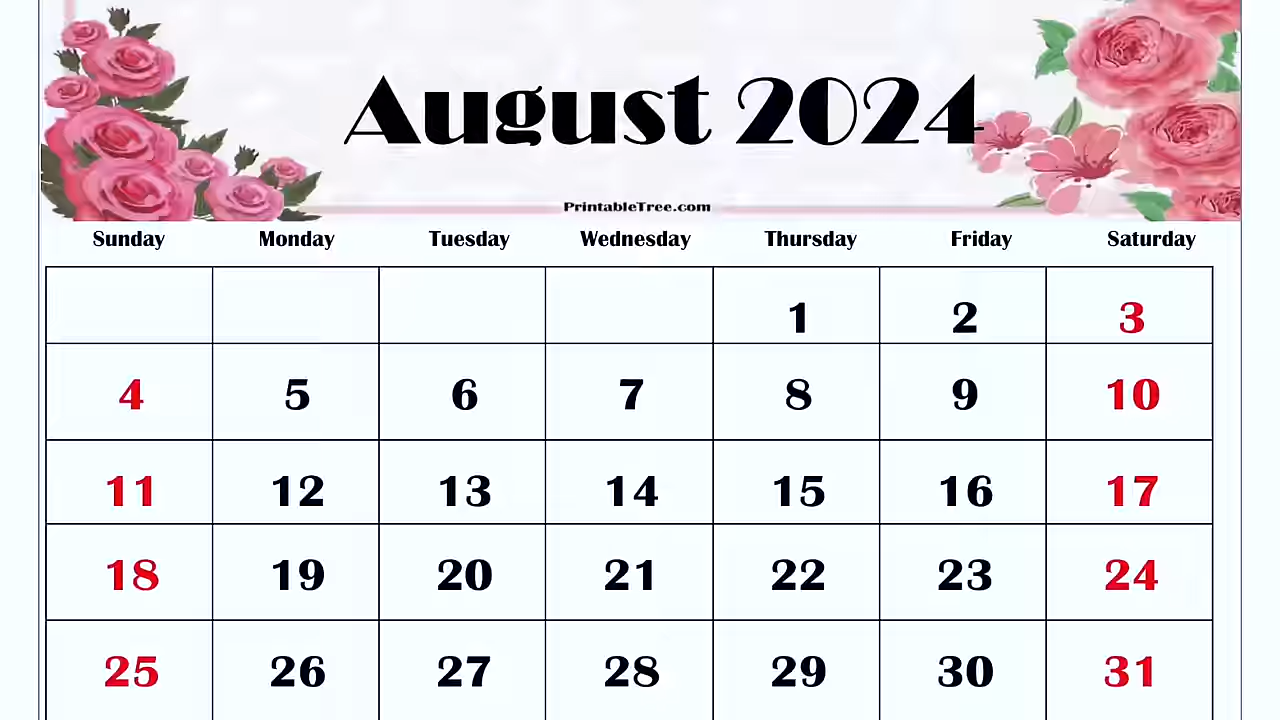 August 2024
PrintableTree.com
Sunday Monday Tuesday Wednesday Thursday Friday Saturday
1 2 3
4 5 6 7 8 9 10
11 12 13 14 15 16 17
18 19 20 21 22 23 24
25 26 27 28 29 30 31